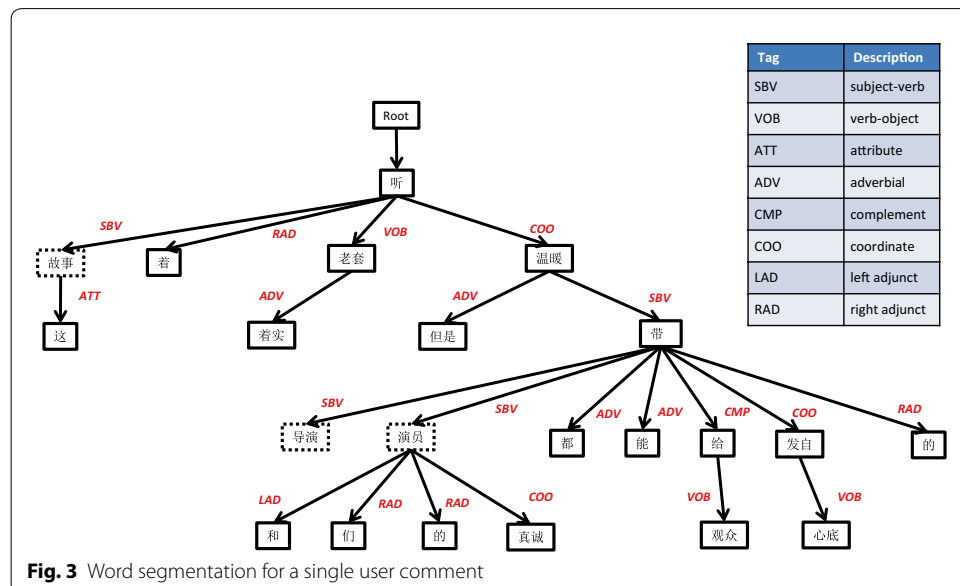 Tag Description
SBV subject-verb
VOB verb-object
ATT attribute
ADV adverbial
CMP complement
COO coordinate
LAD left adjunct
RAD right adjunct
Root
听
SBV RAD VOB COO
故事 着 老套 温暖
ATT ADV ADV SBV
这 着实 但是 带
SBV SBV ADV ADV CMP COO RAD
导演 演员 都 能 给 发自 的
LAD RAD RAD COO VOB VOB
和 们 的 真诚 观众 心底
Fig. 3 Word segmentation for a single user comment